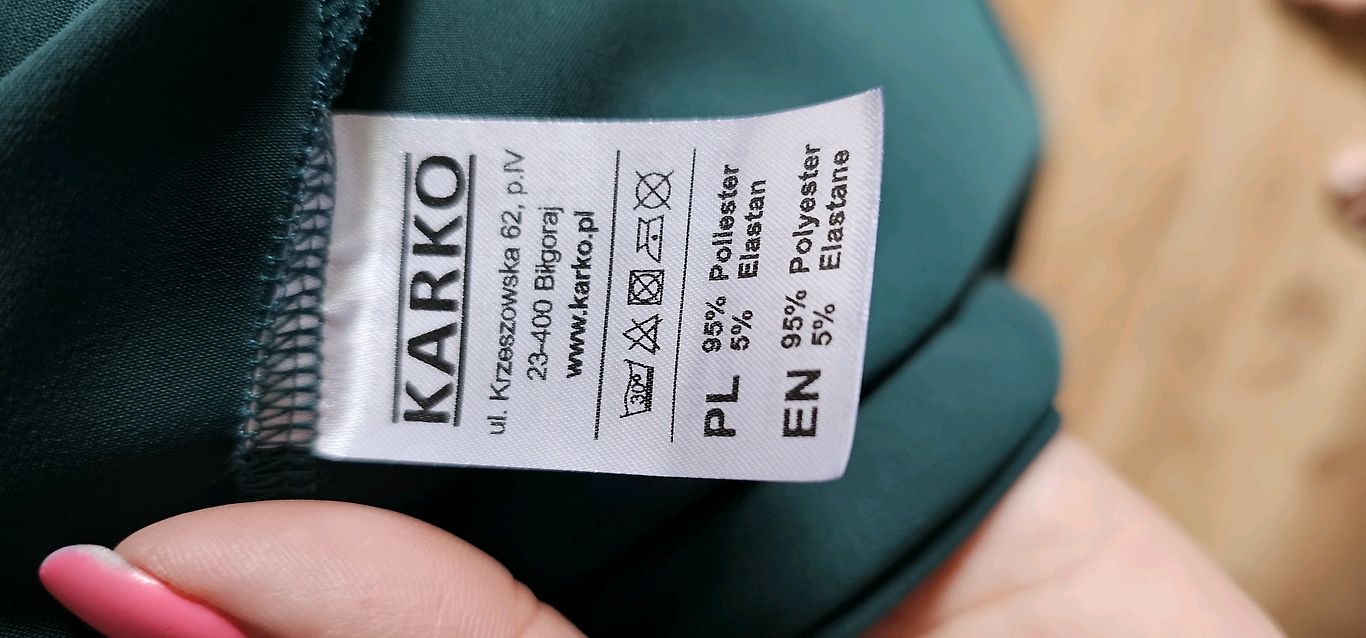 KARKO
ul. Krzeszowska 62, p.IV
23-400 Biłgoraj
www.karko.pl
30°
PL 95% Poliester
5% Elastan
EN 95% Polyester
5% Elastane